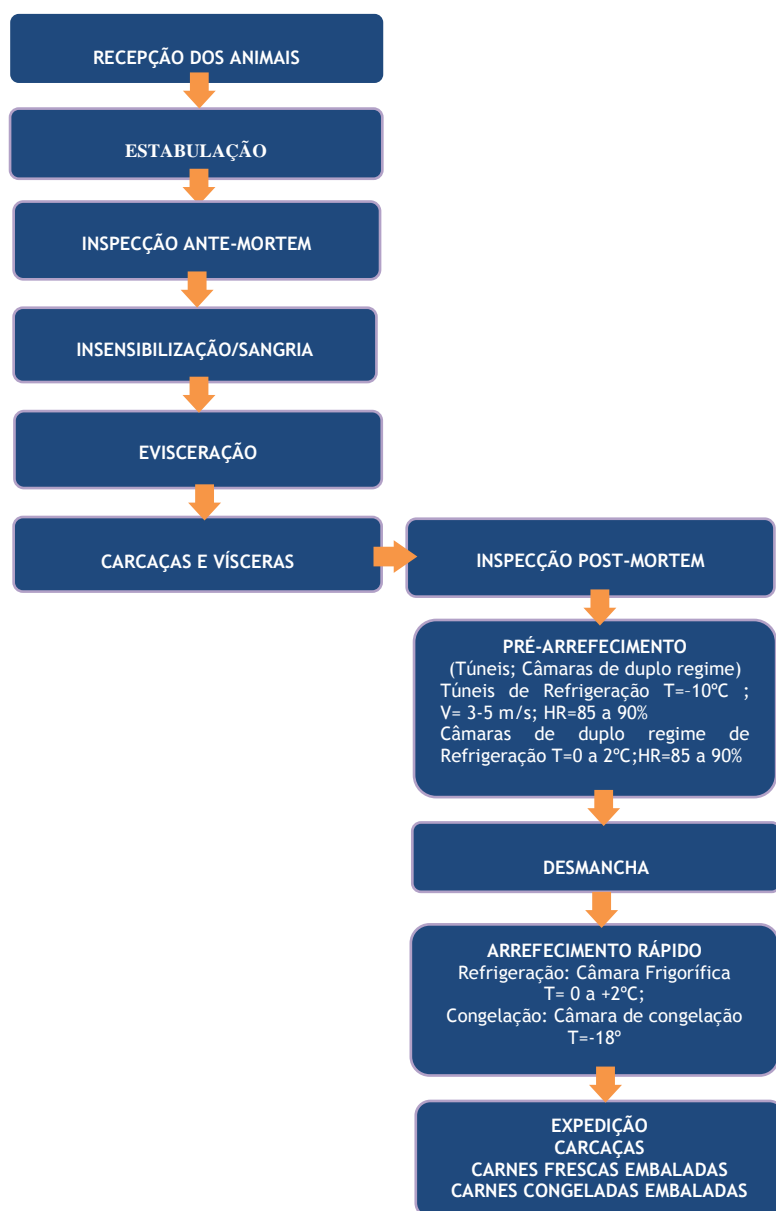 RECEPÇÃO DOS ANIMAIS
ESTABULAÇÃO
INSPECÇÃO ANTE-MORTEM
INSENSIBILIZAÇÃO/SANGRIA
EVISCERAÇÃO
CARCAÇAS E VÍSCERAS
INSPECÇÃO POST-MORTEM
PRÉ-ARREFECIMENTO
(Túneis; Câmaras de duplo regime)
Túneis de Refrigeração T=–10ºC ;
V= 3-5 m/s; HR=85 a 90%
Câmaras de duplo regime de
Refrigeração T=0 a 2ºC;HR=85 a 90%
DESMANCHA
ARREFECIMENTO RÁPIDO
Refrigeração: Câmara Frigorífica
T= 0 a +2ºC;
Congelação: Câmara de congelação
T=-18º
EXPEDIÇÃO
CARCAÇAS
CARNES FRESCAS EMBALADAS
CARNES CONGELADAS EMBALADAS